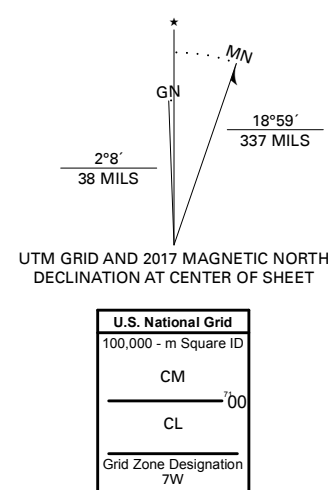 ★
MN
GN
18°59´
337 MILS
2°8´
38 MILS
UTM GRID AND 2017 MAGNETIC NORTH
DECLINATION AT CENTER OF SHEET
U.S. National Grid
100,000 - m Square ID
CM
7100
CL
Grid Zone Designation
7W